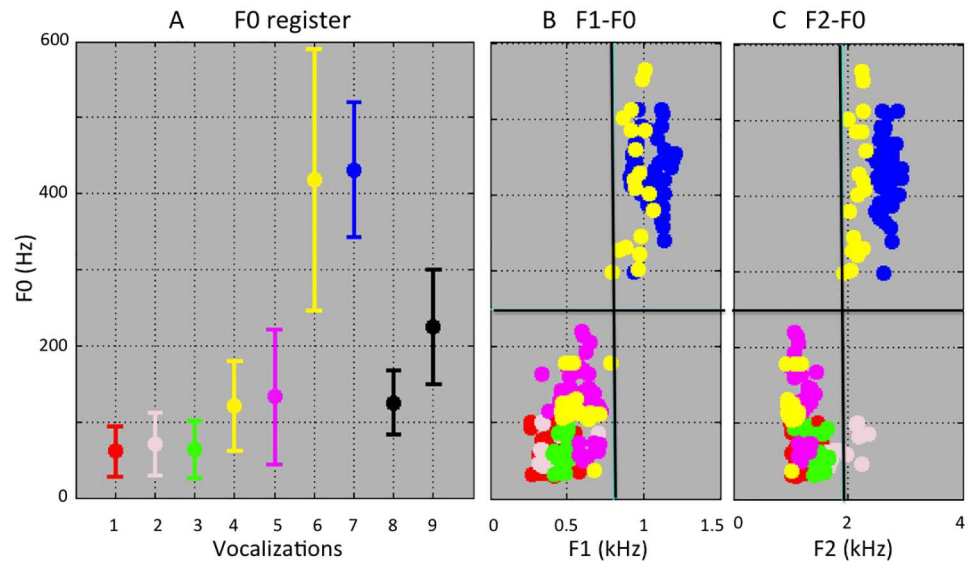 A F0 register
B F1-F0
C F2-F0
600
400
200
0
F0 (Hz)
1 2 3 4 5 6 7 8 9
Vocalizations
0 0.5 1 1.5
F1 (kHz)
0 2 4
F2 (kHz)